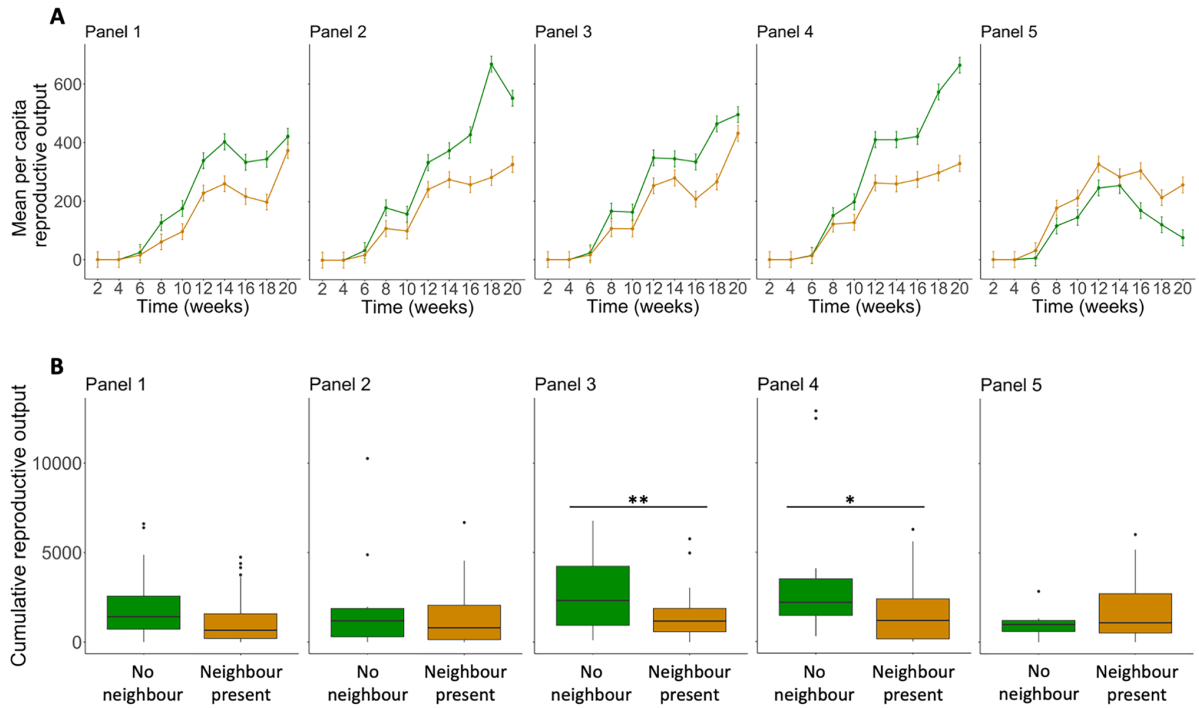 A
Panel 1
Panel 2
Panel 3
Panel 4
Panel 5
Mean per capita
reproductive output
600
400
200
0
2 4 6 8 10 12 14 16 18 20
2 4 6 8 10 12 14 16 18 20
2 4 6 8 10 12 14 16 18 20
2 4 6 8 10 12 14 16 18 20
2 4 6 8 10 12 14 16 18 20
Time (weeks)
Time (weeks)
Time (weeks)
Time (weeks)
Time (weeks)
B
Panel 1
Panel 2
Panel 3
Panel 4
Panel 5
Cumulative reproductive output
10000
5000
0
**
*
No
neighbour
Neighbour
present
No
neighbour
Neighbour
present
No
neighbour
Neighbour
present
No
neighbour
Neighbour
present
No
neighbour
Neighbour
present